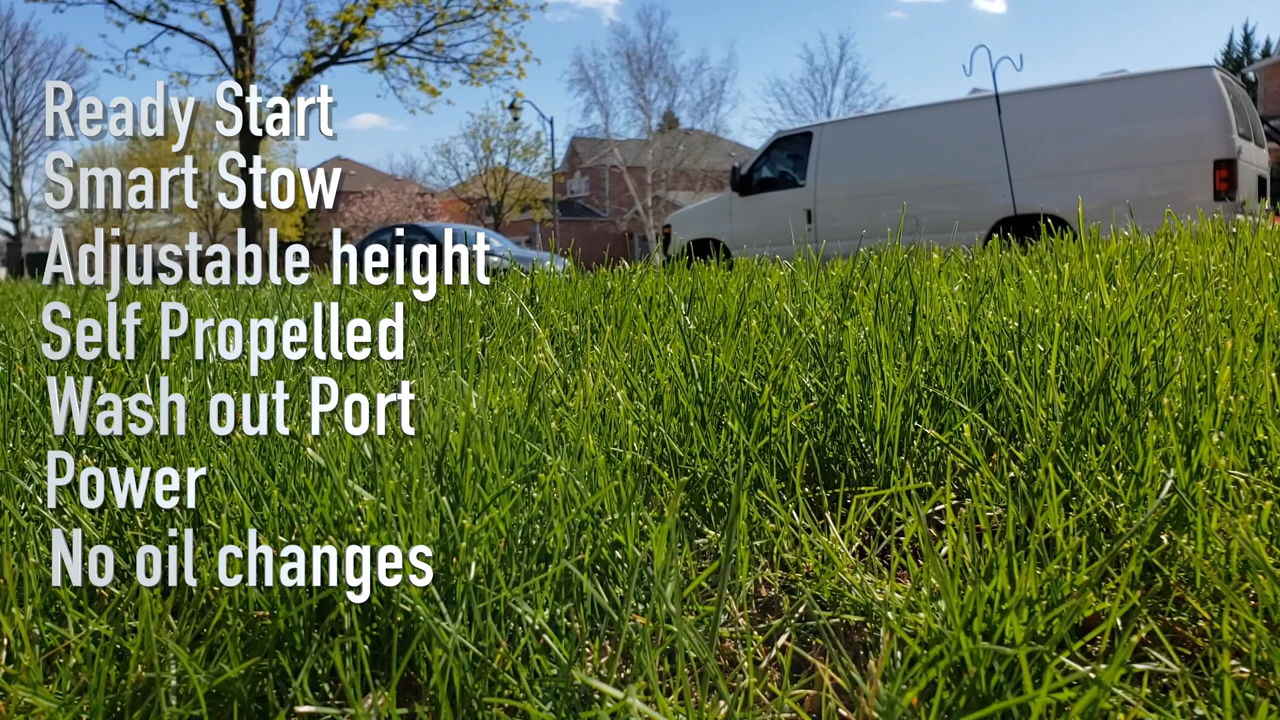 Ready Start
Smart Stow
Adjustable height
Self Propelled
Wash out Port
Power
No oil changes